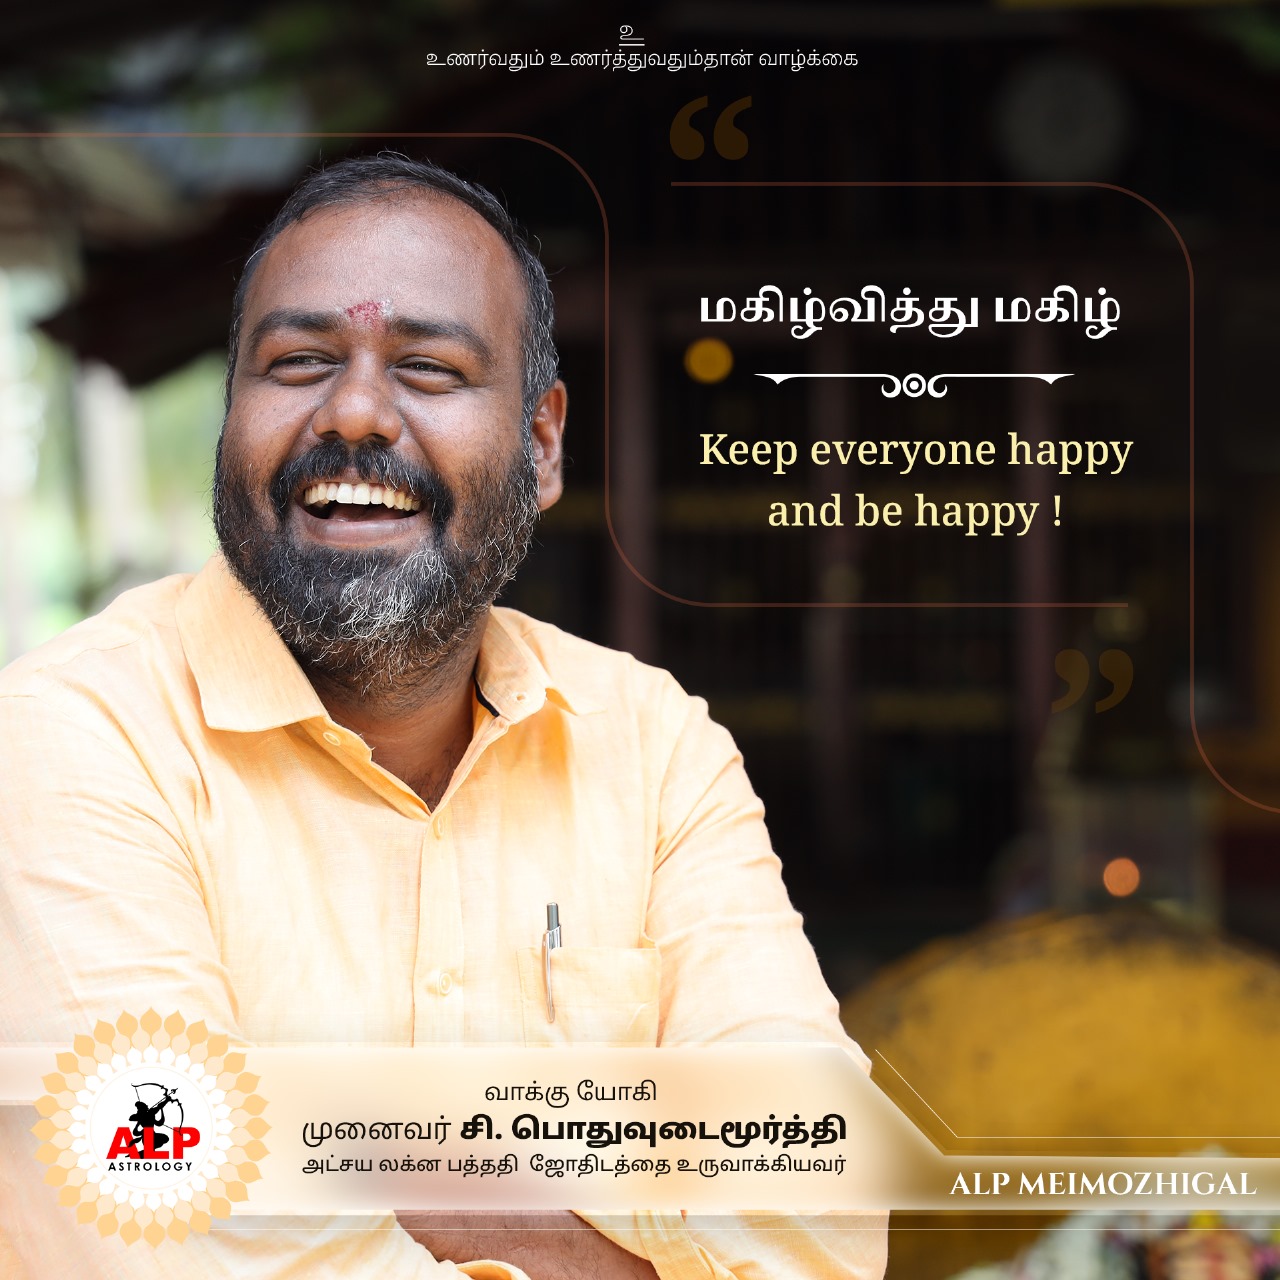 உ
உணர்வதும் உணர்த்துவதும்தான் வாழ்க்கை
“
மகிழ்வித்து மகிழ்
Keep everyone happy
and be happy !
”
வாக்கு யோகி
முனைவர் சி. பொதுவுடைமூர்த்தி
அட்சய லக்ன பத்ததி ஜோதிடத்தை உருவாக்கியவர்
ALP
ASTROLOGY
ALP MEIMOZHIGAL